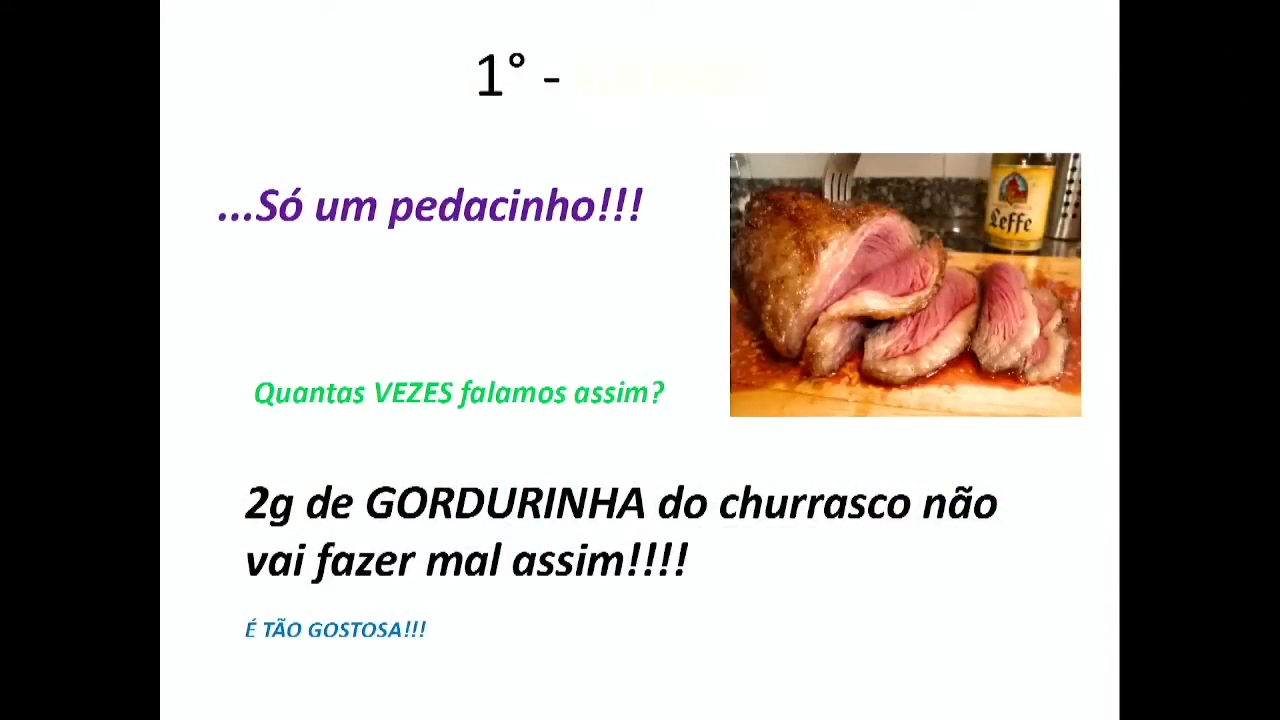 1° -
...Só um pedacinho!!!
Leffe
Quantas VEZES falamos assim?
2g de GORDURINHA do churrasco não
vai fazer mal assim!!!!
É TÃO GOSTOSA!!!